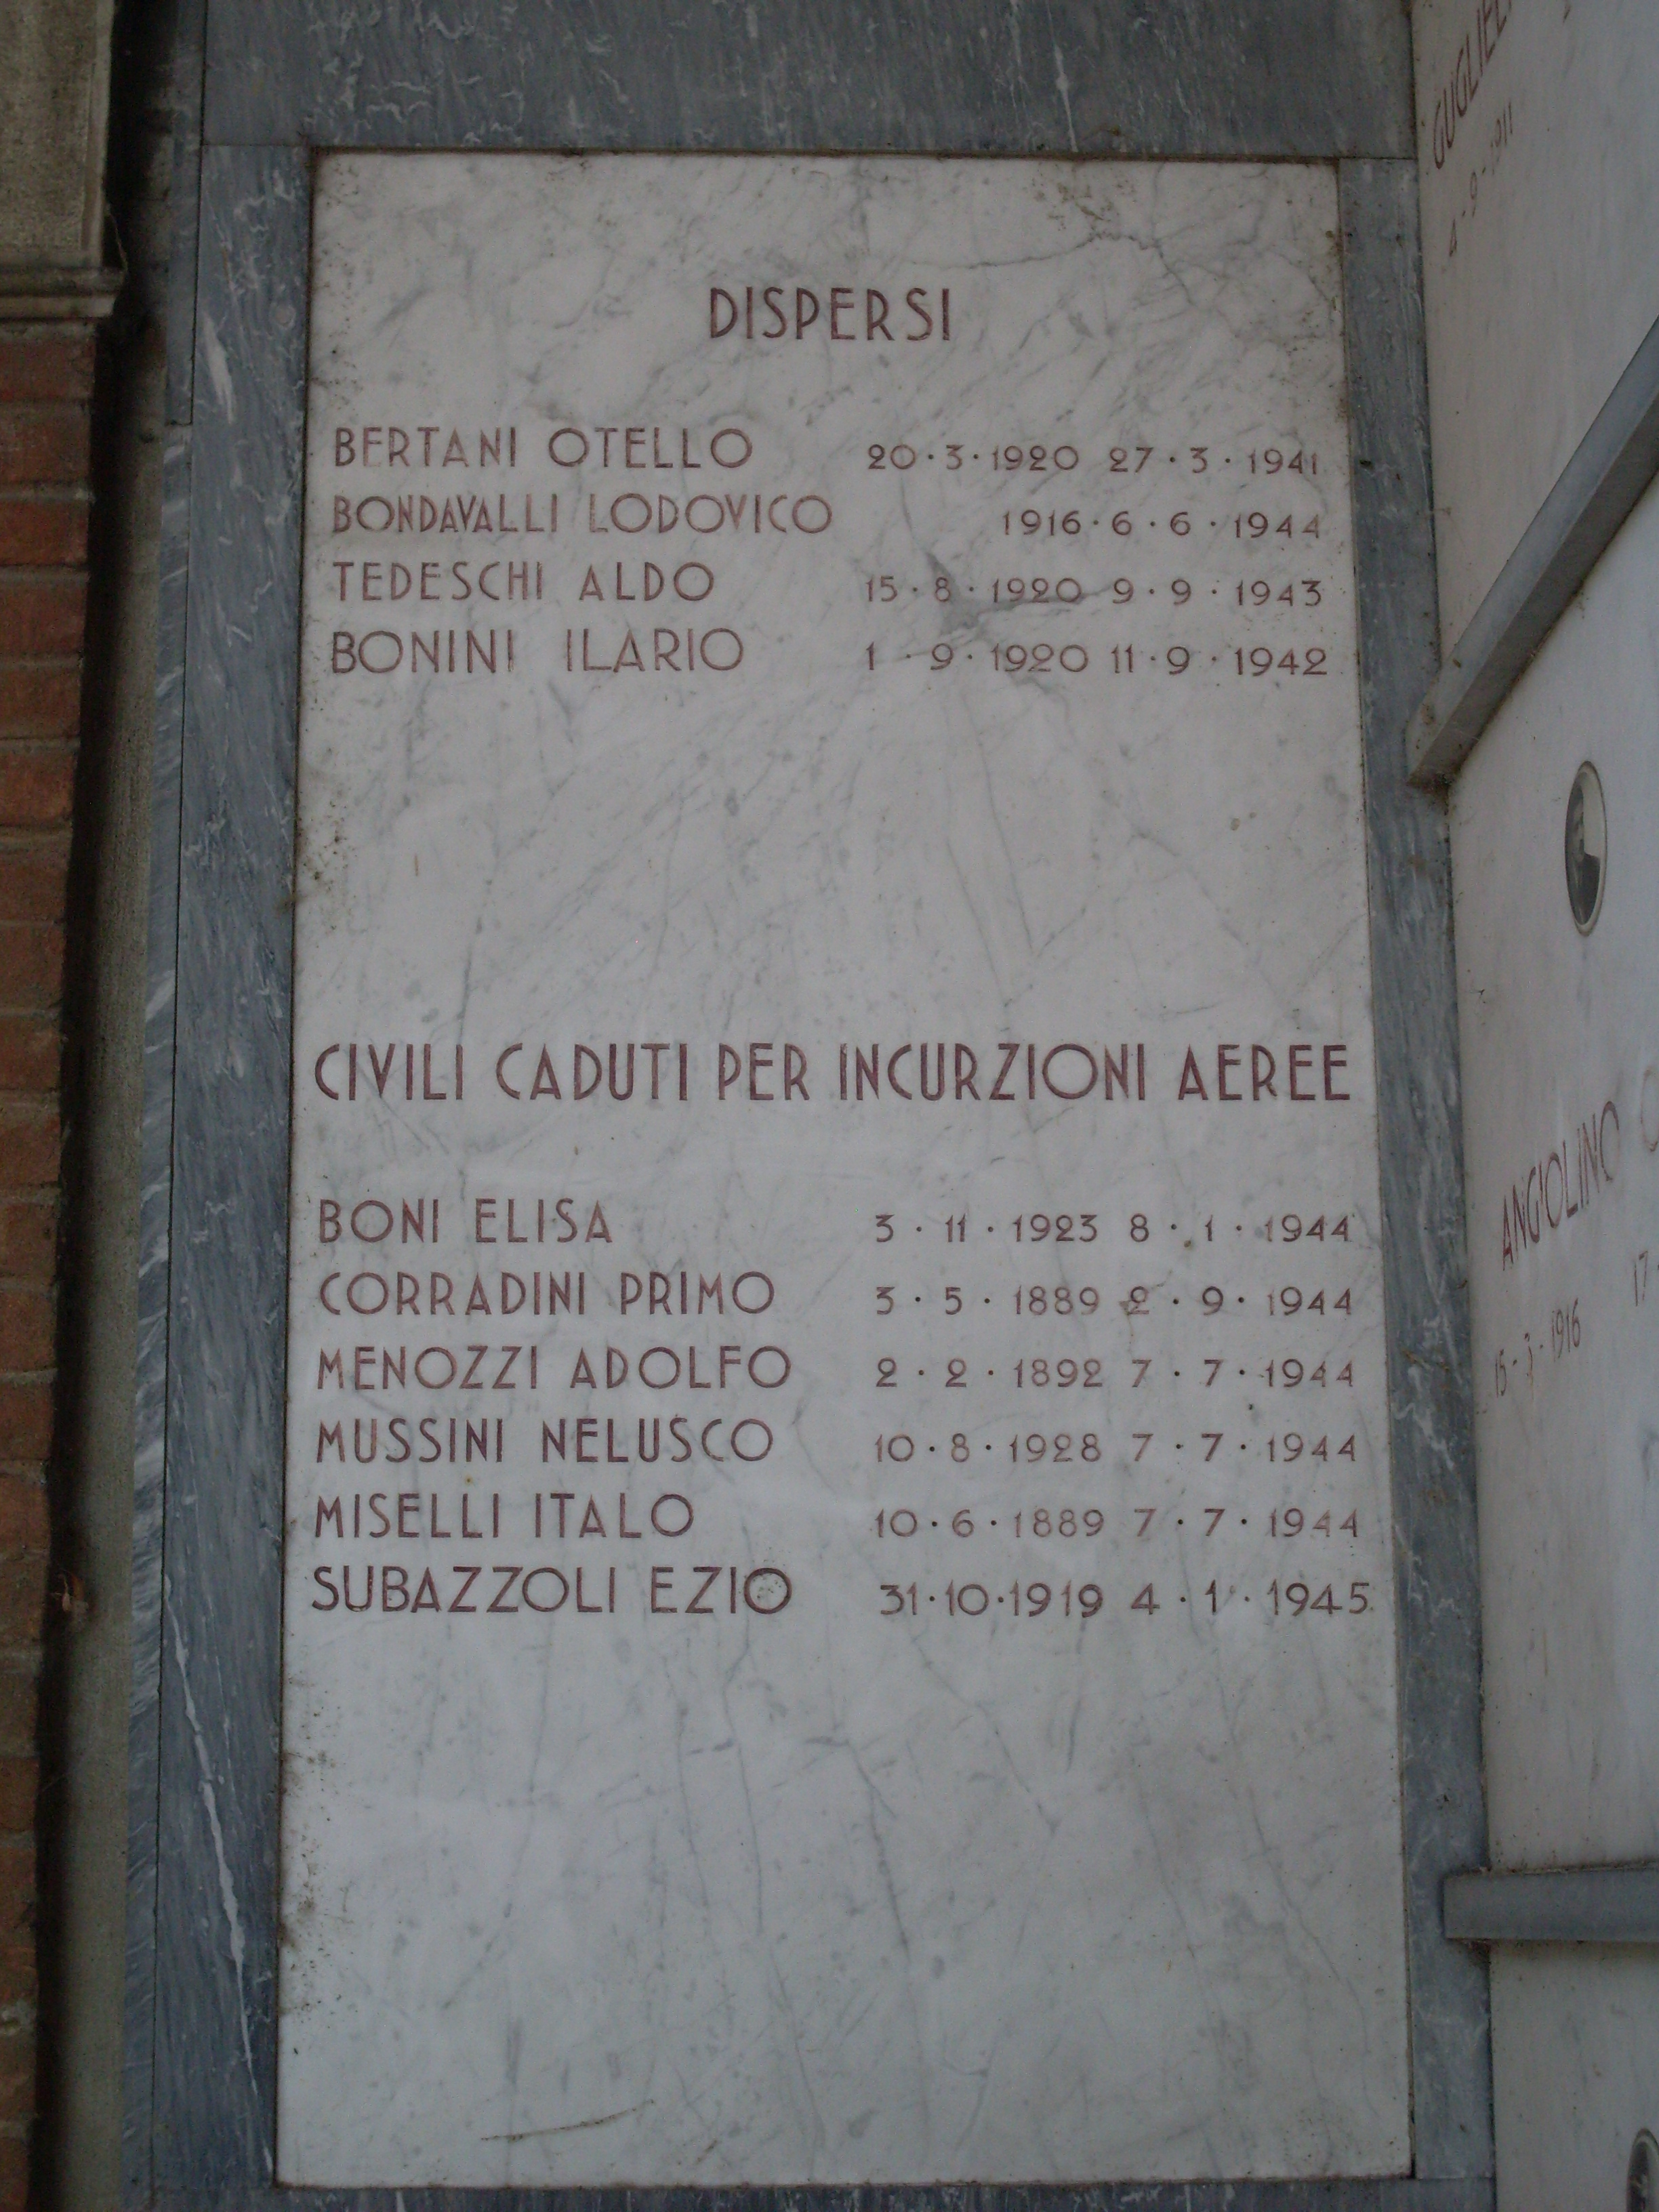 DISPERSI
BERTANI OTELLO 20·3·1920 27·3·1941
BONDAVALLI LODOVICO 1916·6·6·1944
TEDESCHI ALDO 15·8·1920 9·9·1943
BONINI ILARIO 1·9·1920 11·9·1942
CIVILI CADUTI PER INCURZIONI AEREE
BONI ELISA 3·11·1923 8·1·1944
CORRADINI PRIMO 3·5·1889 2·9·1944
MENOZZI ADOLFO 2·2·1892 7·7·1944
MUSSINI NELUSCO 10·8·1928 7·7·1944
MISELLI ITALO 10·6·1889 7·7·1944
SUBAZZOLI EZIO 31·10·1919 4·1·1945
4-9-1911
ANGIOLINO
15-3-1916 17